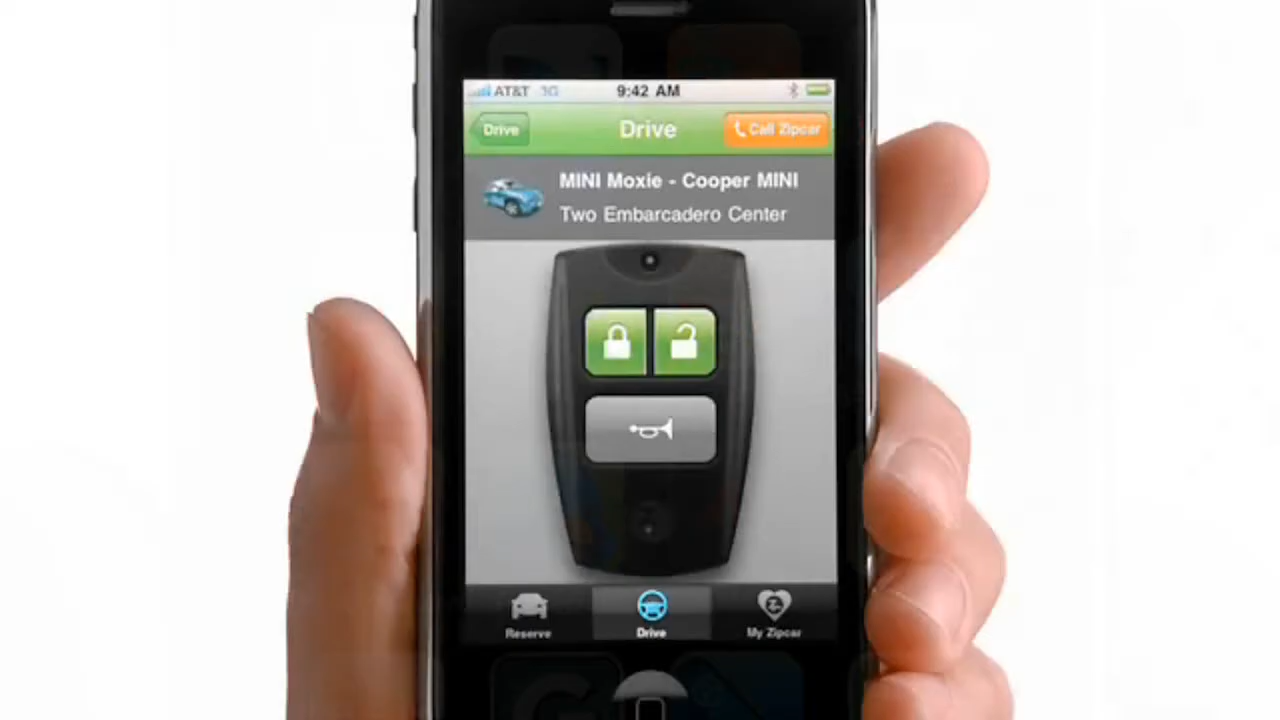 AT&T 3G 9:42 AM
Drive Drive Call Zipcar
MINI Moxie - Cooper MINI
Two Embarcadero Center
Reserve Drive My Zipcar